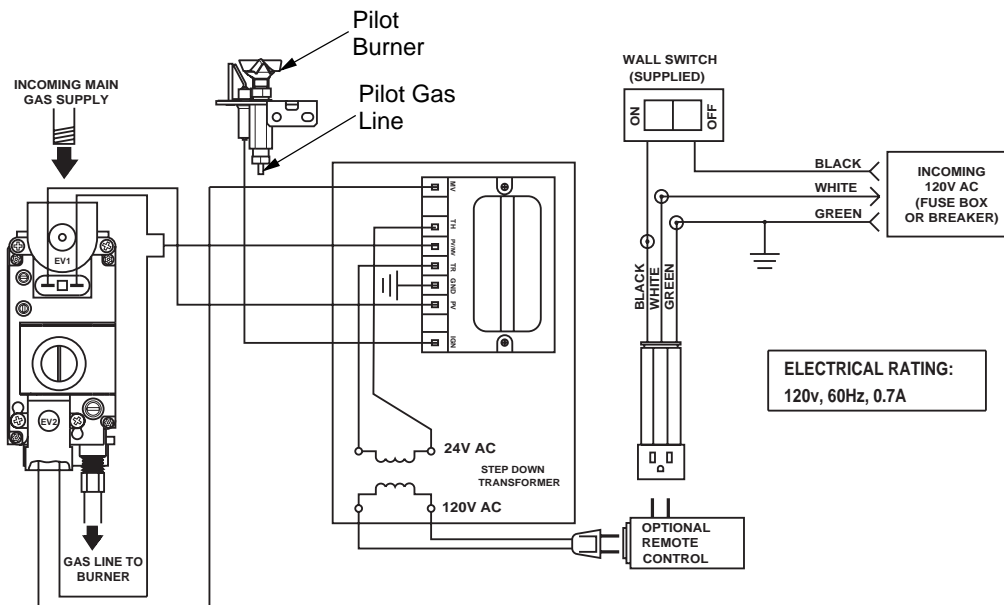 Pilot
Burner
Pilot Gas
Line
INCOMING MAIN
GAS SUPPLY
WALL SWITCH
(SUPPLIED)
ON
OFF
BLACK
WHITE
GREEN
INCOMING
120V AC
(FUSE BOX
OR BREAKER)
MV
TH
PV/MV
TR
GND
PV
IGN
EV1
EV2
BLACK
WHITE
GREEN
ELECTRICAL RATING:
120v, 60Hz, 0.7A
24V AC
STEP DOWN
TRANSFORMER
120V AC
OPTIONAL
REMOTE
CONTROL
GAS LINE TO
BURNER